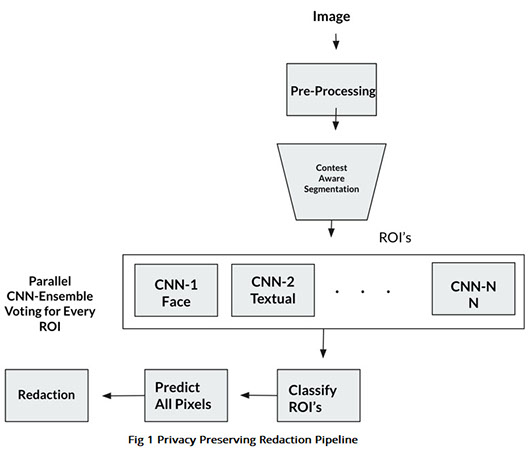 Image
Pre-Processing
Contest
Aware
Segmentation
ROI's
Parallel
CNN-Ensemble
Voting for Every
ROI
CNN-1
Face
CNN-2
Textual
. . .
CNN-N
N
Redaction
Predict
All Pixels
Classify
ROI's
Fig 1 Privacy Preserving Redaction Pipeline